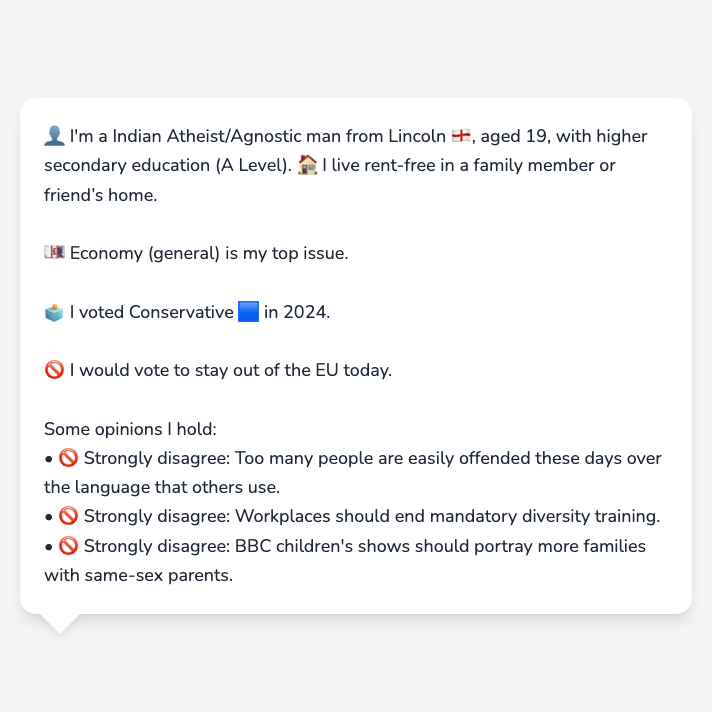 👤 I'm a Indian Atheist/Agnostic man from Lincoln 🏴󠁧󠁢󠁥󠁮󠁧󠁿, aged 19, with higher
secondary education (A Level). 🏠 I live rent-free in a family member or
friend’s home.
💷 Economy (general) is my top issue.
🗳️ I voted Conservative 🟦 in 2024.
🚫 I would vote to stay out of the EU today.
Some opinions I hold:
• 🚫 Strongly disagree: Too many people are easily offended these days over
the language that others use.
• 🚫 Strongly disagree: Workplaces should end mandatory diversity training.
• 🚫 Strongly disagree: BBC children's shows should portray more families
with same-sex parents.